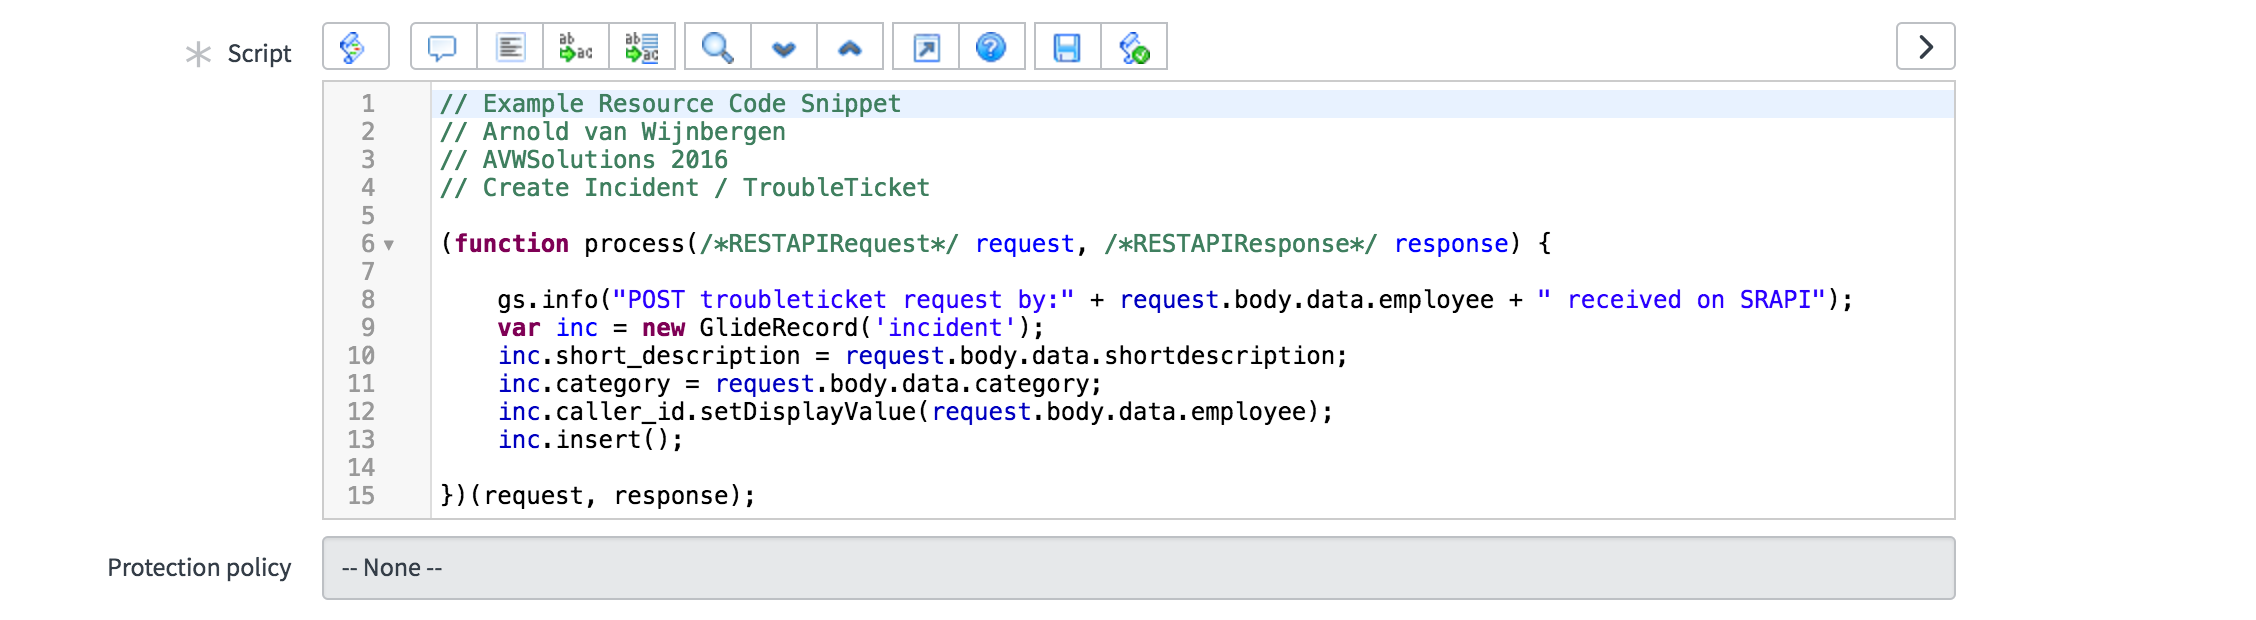 Script
ab
ac
ab
ac
1 // Example Resource Code Snippet
2 // Arnold van Wijnbergen
3 // AVWSolutions 2016
4 // Create Incident / TroubleTicket
5
6 (function process(/*RESTAPIRequest*/ request, /*RESTAPIResponse*/ response) {
7
8     gs.info("POST troubleticket request by:" + request.body.data.employee + " received on SRAPI");
9     var inc = new GlideRecord('incident');
10     inc.short_description = request.body.data.shortdescription;
11     inc.category = request.body.data.category;
12     inc.caller_id.setDisplayValue(request.body.data.employee);
13     inc.insert();
14
15 })(request, response);
Protection policy
-- None --